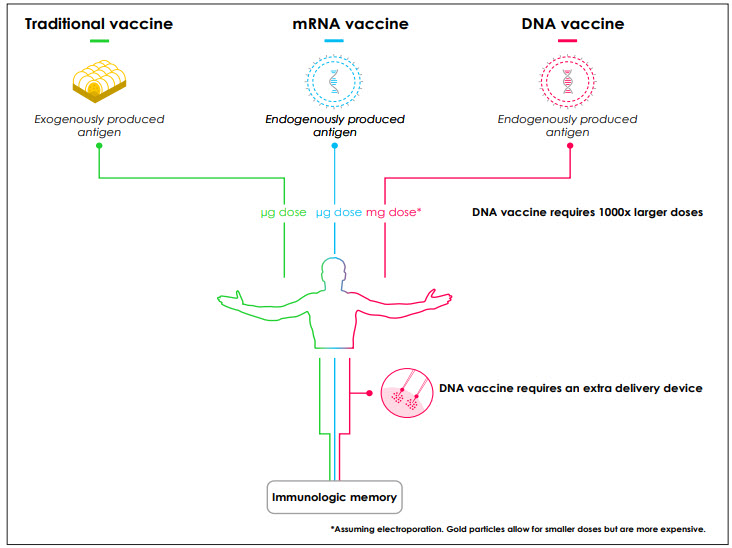 Traditional vaccine
mRNA vaccine
DNA vaccine
Exogenously produced
antigen
Endogenously produced
antigen
Endogenously produced
antigen
µg dose
µg dose
mg dose*
DNA vaccine requires 1000x larger doses
DNA vaccine requires an extra delivery device
Immunologic memory
*Assuming electroporation. Gold particles allow for smaller doses but are more expensive.